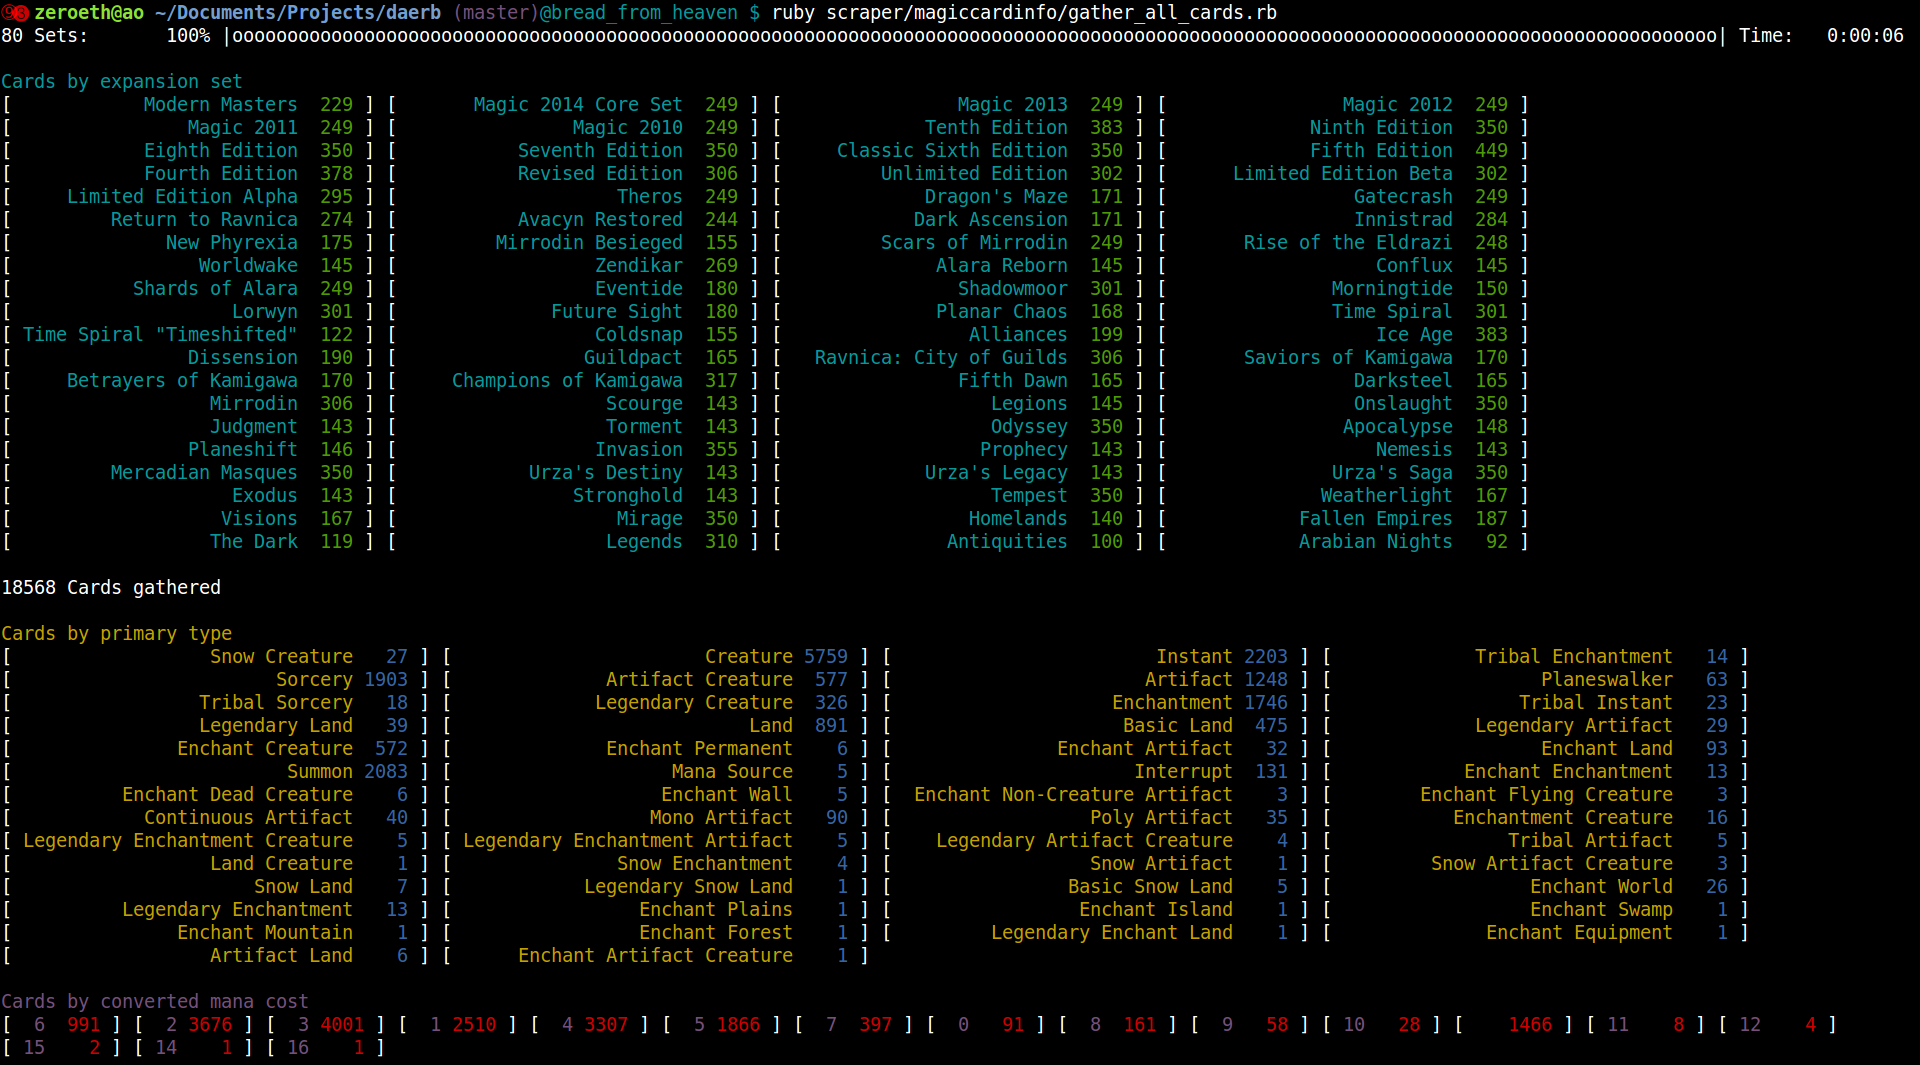 ⊖❸ zeroeth@ao ~/Documents/Projects/daerb (master)@bread_from_heaven $ ruby scraper/magiccardinfo/gather_all_cards.rb
80 Sets: 100% |ooooooooooooooooooooooooooooooooooooooooooooooooooooooooooooooooooooooooooooooooooooooooooooooooooooooooooooooooooooooooooooooooooooooo| Time: 0:00:06
Cards by expansion set
[ Modern Masters 229 ] [ Magic 2014 Core Set 249 ] [ Magic 2013 249 ] [ Magic 2012 249 ]
[ Magic 2011 249 ] [ Magic 2010 249 ] [ Tenth Edition 383 ] [ Ninth Edition 350 ]
[ Eighth Edition 350 ] [ Seventh Edition 350 ] [ Classic Sixth Edition 350 ] [ Fifth Edition 449 ]
[ Fourth Edition 378 ] [ Revised Edition 306 ] [ Unlimited Edition 302 ] [ Limited Edition Beta 302 ]
[ Limited Edition Alpha 295 ] [ Theros 249 ] [ Dragon's Maze 171 ] [ Gatecrash 249 ]
[ Return to Ravnica 274 ] [ Avacyn Restored 244 ] [ Dark Ascension 171 ] [ Innistrad 284 ]
[ New Phyrexia 175 ] [ Mirrodin Besieged 155 ] [ Scars of Mirrodin 249 ] [ Rise of the Eldrazi 248 ]
[ Worldwake 145 ] [ Zendikar 269 ] [ Alara Reborn 145 ] [ Conflux 145 ]
[ Shards of Alara 249 ] [ Eventide 180 ] [ Shadowmoor 301 ] [ Morningtide 150 ]
[ Lorwyn 301 ] [ Future Sight 180 ] [ Planar Chaos 168 ] [ Time Spiral 301 ]
[ Time Spiral "Timeshifted" 122 ] [ Coldsnap 155 ] [ Alliances 199 ] [ Ice Age 383 ]
[ Dissension 190 ] [ Guildpact 165 ] [ Ravnica: City of Guilds 306 ] [ Saviors of Kamigawa 170 ]
[ Betrayers of Kamigawa 170 ] [ Champions of Kamigawa 317 ] [ Fifth Dawn 165 ] [ Darksteel 165 ]
[ Mirrodin 306 ] [ Scourge 143 ] [ Legions 145 ] [ Onslaught 350 ]
[ Judgment 143 ] [ Torment 143 ] [ Odyssey 350 ] [ Apocalypse 148 ]
[ Planeshift 146 ] [ Invasion 355 ] [ Prophecy 143 ] [ Nemesis 143 ]
[ Mercadian Masques 350 ] [ Urza's Destiny 143 ] [ Urza's Legacy 143 ] [ Urza's Saga 350 ]
[ Exodus 143 ] [ Stronghold 143 ] [ Tempest 350 ] [ Weatherlight 167 ]
[ Visions 167 ] [ Mirage 350 ] [ Homelands 140 ] [ Fallen Empires 187 ]
[ The Dark 119 ] [ Legends 310 ] [ Antiquities 100 ] [ Arabian Nights 92 ]
18568 Cards gathered
Cards by primary type
[ Snow Creature 27 ] [ Creature 5759 ] [ Instant 2203 ] [ Tribal Enchantment 14 ]
[ Sorcery 1903 ] [ Artifact Creature 577 ] [ Artifact 1248 ] [ Planeswalker 63 ]
[ Tribal Sorcery 18 ] [ Legendary Creature 326 ] [ Enchantment 1746 ] [ Tribal Instant 23 ]
[ Legendary Land 39 ] [ Land 891 ] [ Basic Land 475 ] [ Legendary Artifact 29 ]
[ Enchant Creature 572 ] [ Enchant Permanent 6 ] [ Enchant Artifact 32 ] [ Enchant Land 93 ]
[ Summon 2083 ] [ Mana Source 5 ] [ Interrupt 131 ] [ Enchant Enchantment 13 ]
[ Enchant Dead Creature 6 ] [ Enchant Wall 5 ] [ Enchant Non-Creature Artifact 3 ] [ Enchant Flying Creature 3 ]
[ Continuous Artifact 40 ] [ Mono Artifact 90 ] [ Poly Artifact 35 ] [ Enchantment Creature 16 ]
[ Legendary Enchantment Creature 5 ] [ Legendary Enchantment Artifact 5 ] [ Legendary Artifact Creature 4 ] [ Tribal Artifact 5 ]
[ Land Creature 1 ] [ Snow Enchantment 4 ] [ Snow Artifact 1 ] [ Snow Artifact Creature 3 ]
[ Snow Land 7 ] [ Legendary Snow Land 1 ] [ Basic Snow Land 5 ] [ Enchant World 26 ]
[ Legendary Enchantment 13 ] [ Enchant Plains 1 ] [ Enchant Island 1 ] [ Enchant Swamp 1 ]
[ Enchant Mountain 1 ] [ Enchant Forest 1 ] [ Legendary Enchant Land 1 ] [ Enchant Equipment 1 ]
[ Artifact Land 6 ] [ Enchant Artifact Creature 1 ]
Cards by converted mana cost
[ 6 991 ] [ 2 3676 ] [ 3 4001 ] [ 1 2510 ] [ 4 3307 ] [ 5 1866 ] [ 7 397 ] [ 0 91 ] [ 8 161 ] [ 9 58 ] [ 10 28 ] [ 1466 ] [ 11 8 ] [ 12 4 ]
[ 15 2 ] [ 14 1 ] [ 16 1 ]